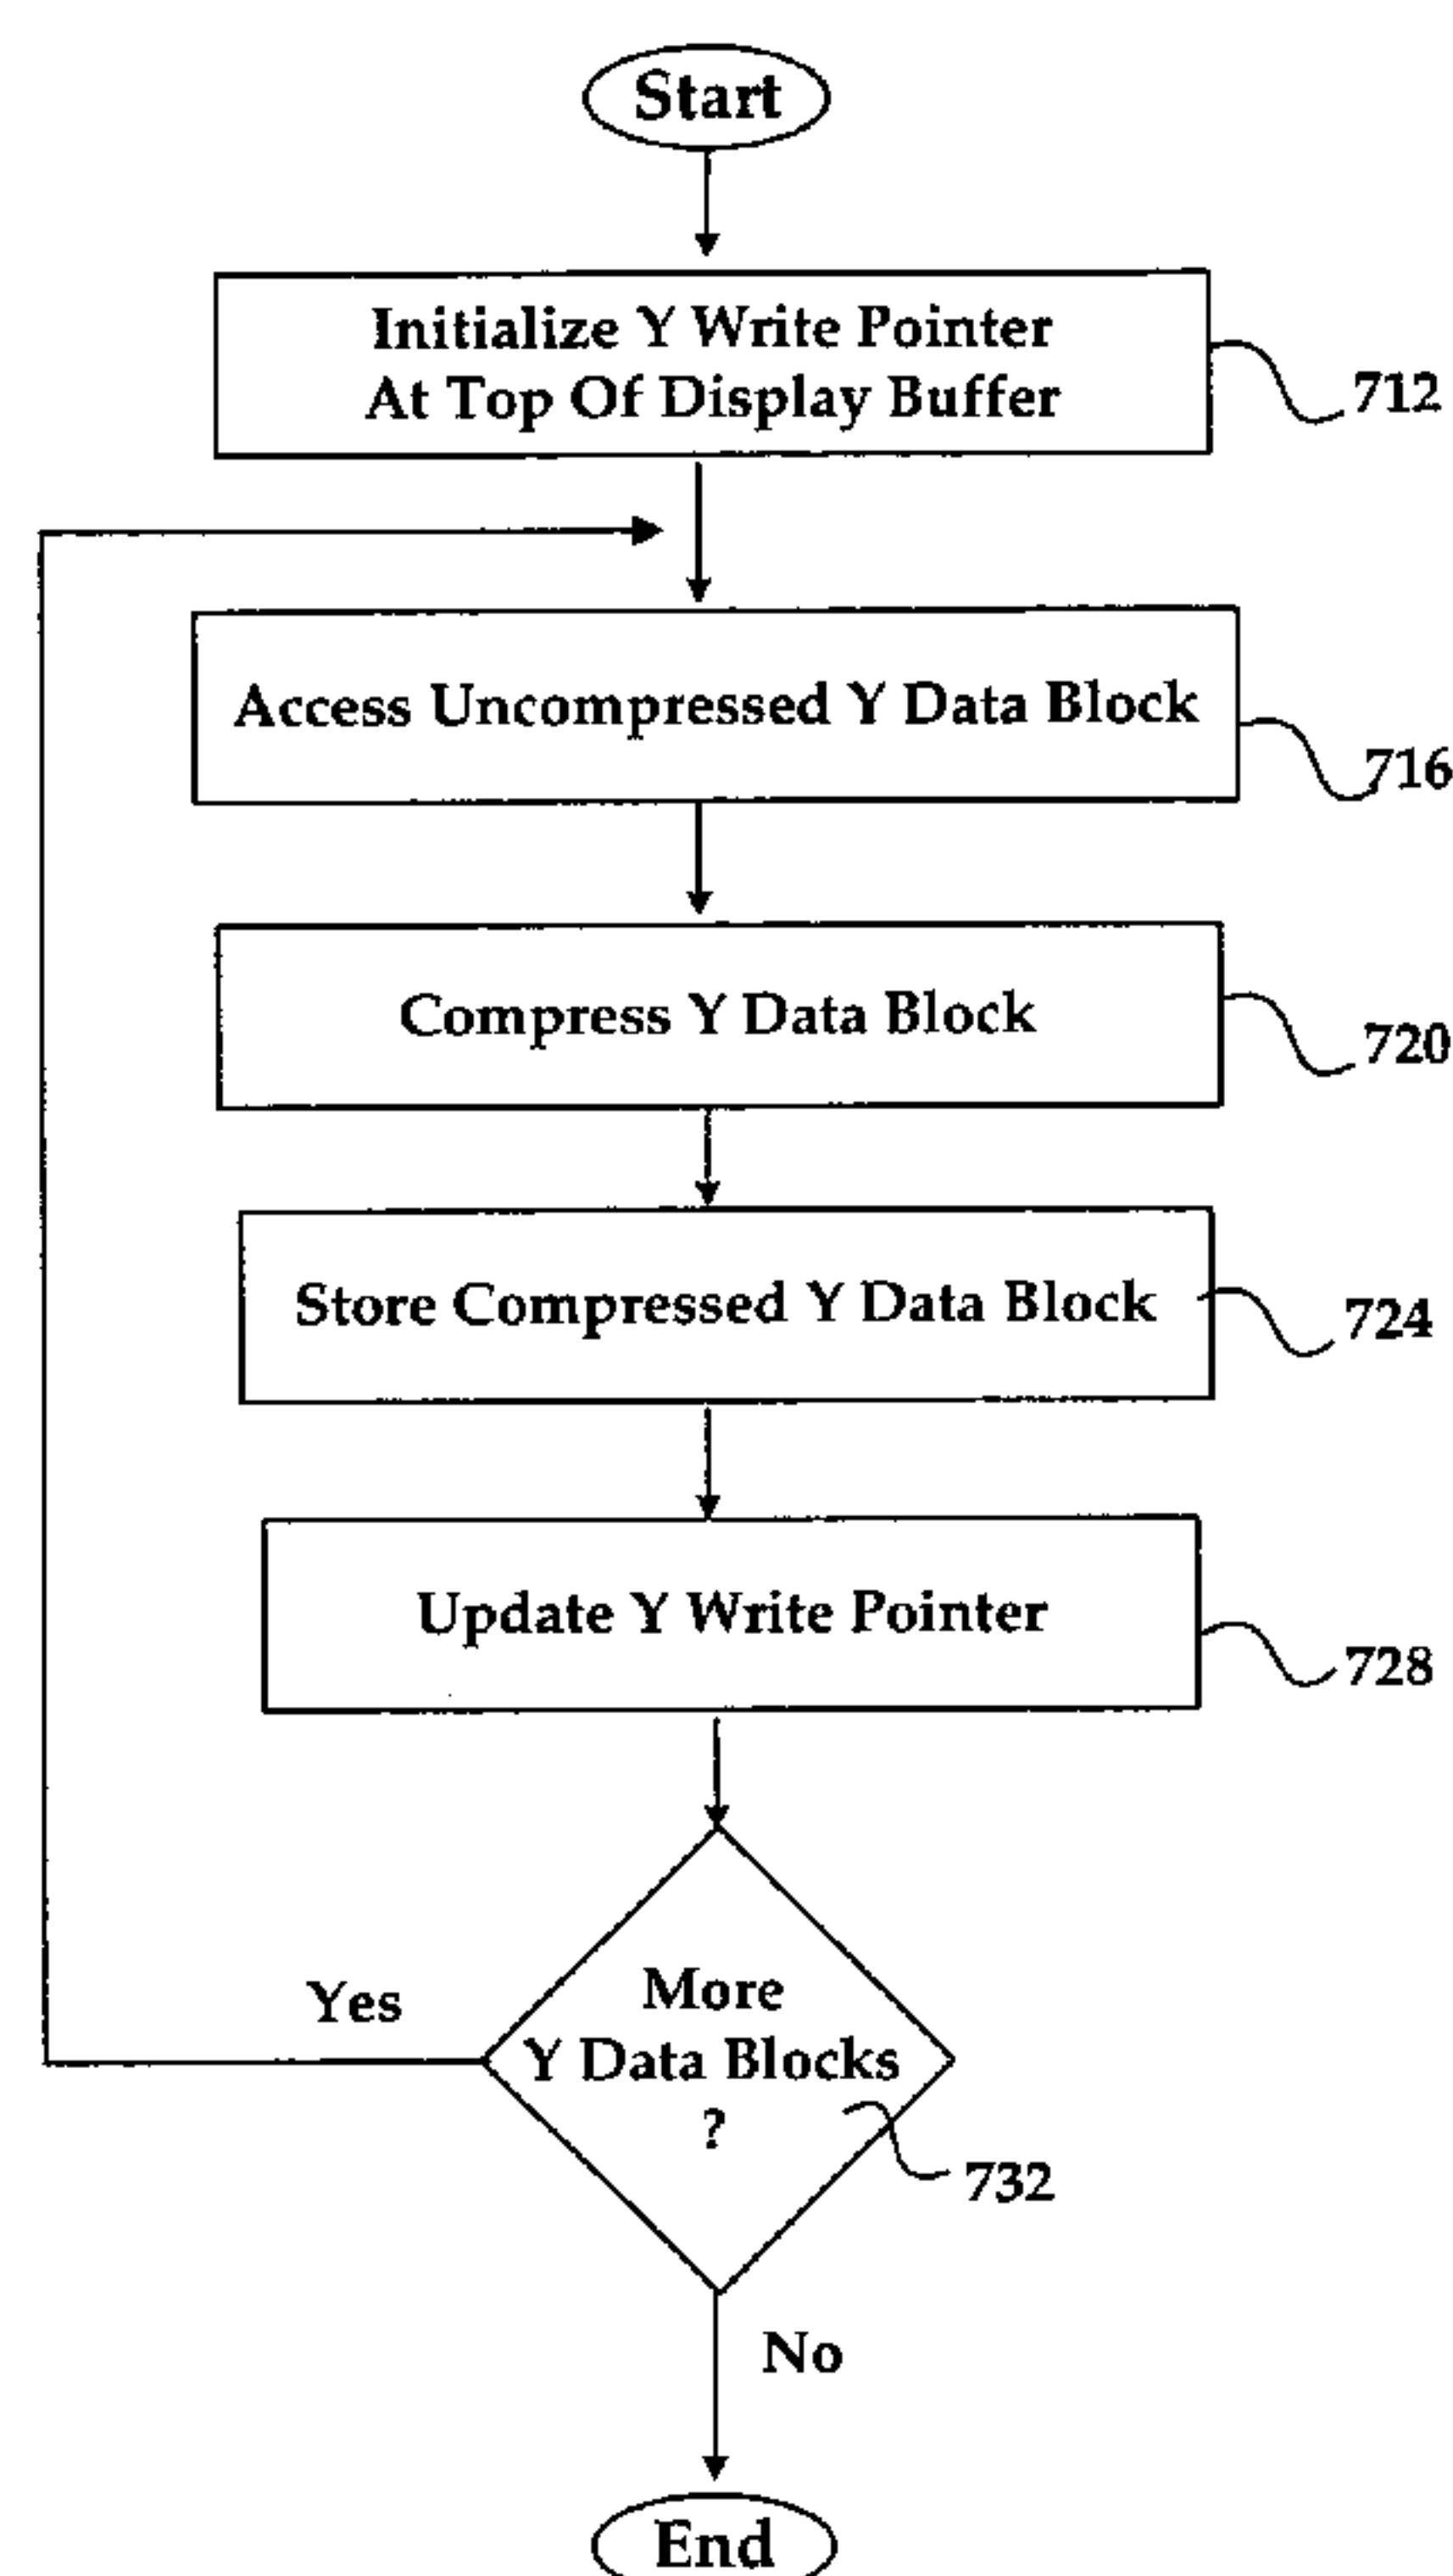 Start
Initialize Y Write Pointer
At Top Of Display Buffer
712
Access Uncompressed Y Data Block
716
Compress Y Data Block
720
Store Compressed Y Data Block
724
Update Y Write Pointer
728
Yes
More
Y Data Blocks
?
732
No
End